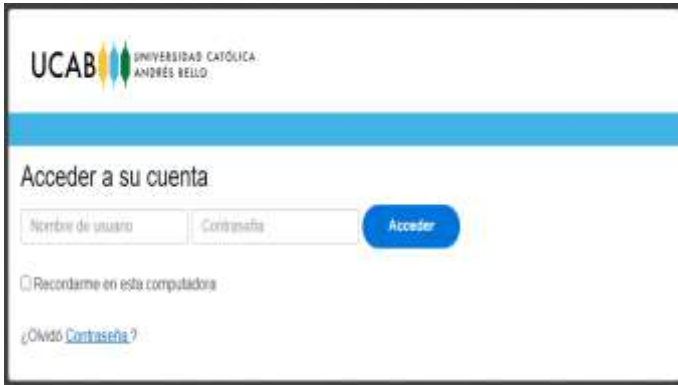 UCAB UNIVERSIDAD CATÓLICA
ANDRÉS BELLO
Acceder a su cuenta
Nombre de usuario Contraseña Acceder
Recordarme en esta computadora
¿Olvidó Contraseña ?